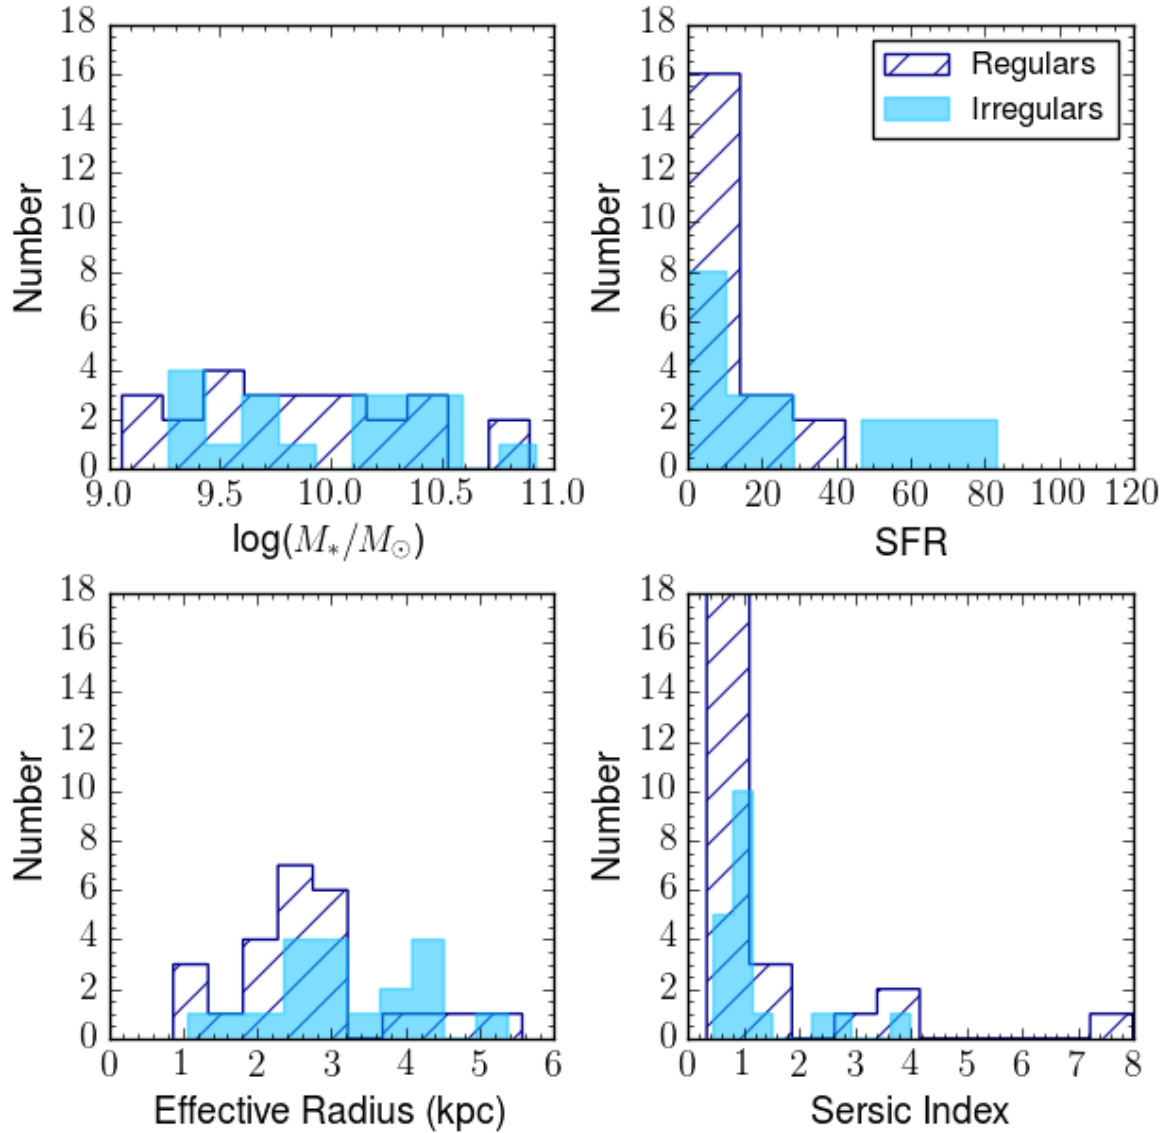 18
16
14
12
10
8
6
4
2
0
Number
9.0 9.5 10.0 10.5 11.0
log(M*/M⊙)
18
16
14
12
10
8
6
4
2
0
Number
Regulars
Irregulars
0 20 40 60 80 100 120
SFR
18
16
14
12
10
8
6
4
2
0
Number
0 1 2 3 4 5 6
Effective Radius (kpc)
18
16
14
12
10
8
6
4
2
0
Number
0 1 2 3 4 5 6 7 8
Sersic Index